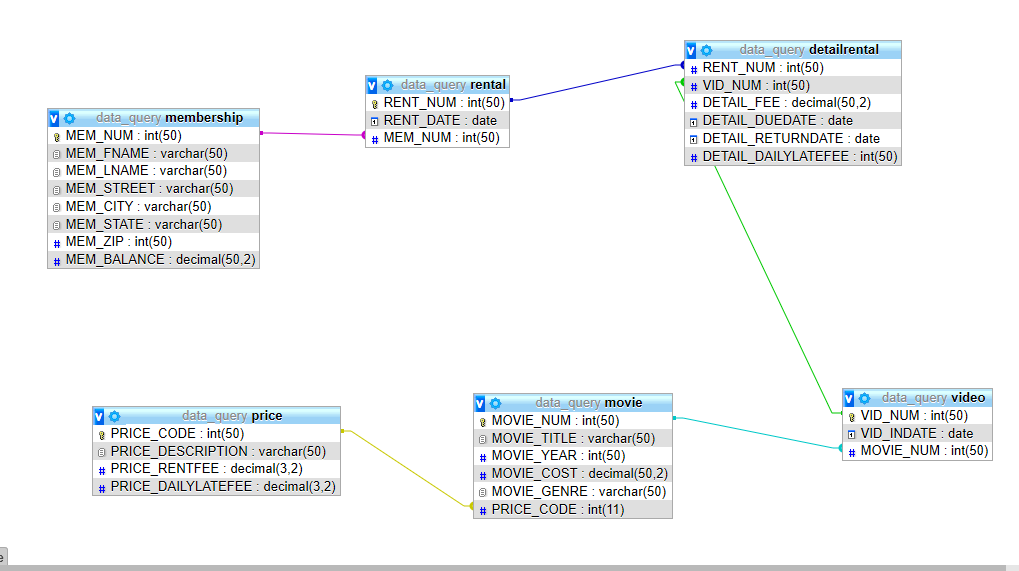 data_query detailrental
RENT_NUM : int(50)
VID_NUM : int(50)
DETAIL_FEE : decimal(50,2)
DETAIL_DUEDATE : date
DETAIL_RETURNDATE : date
DETAIL_DAILYLATEFEE : int(50)
data_query rental
RENT_NUM : int(50)
RENT_DATE : date
MEM_NUM : int(50)
data_query membership
MEM_NUM : int(50)
MEM_FNAME : varchar(50)
MEM_LNAME : varchar(50)
MEM_STREET : varchar(50)
MEM_CITY : varchar(50)
MEM_STATE : varchar(50)
MEM_ZIP : int(50)
MEM_BALANCE : decimal(50,2)
data_query price
PRICE_CODE : int(50)
PRICE_DESCRIPTION : varchar(50)
PRICE_RENTFEE : decimal(3,2)
PRICE_DAILYLATEFEE : decimal(3,2)
data_query movie
MOVIE_NUM : int(50)
MOVIE_TITLE : varchar(50)
MOVIE_YEAR : int(50)
MOVIE_COST : decimal(50,2)
MOVIE_GENRE : varchar(50)
PRICE_CODE : int(11)
data_query video
VID_NUM : int(50)
VID_INDATE : date
MOVIE_NUM : int(50)